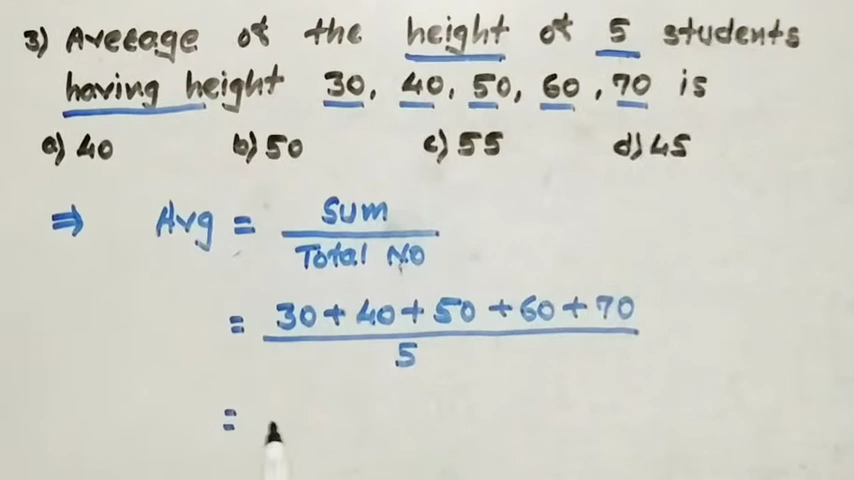 3) Average of the height of 5 students
having height 30, 40, 50, 60, 70 is
a) 40 b) 50 c) 55 d) 45
⇒ Avg = Sum
Total No
= 30 + 40 + 50 + 60 + 70
5
=